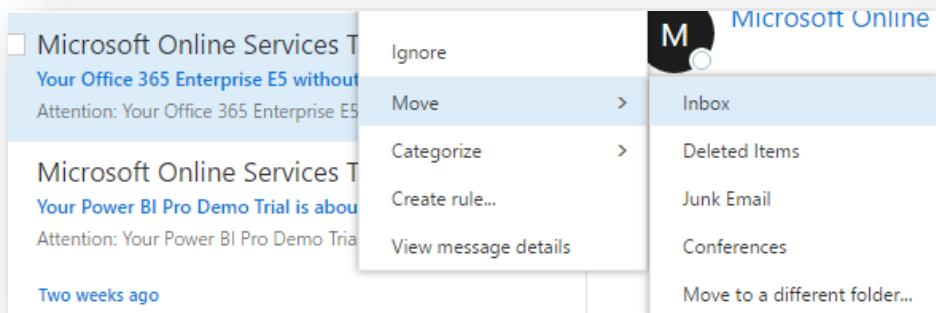 Microsoft Online Services T
Your Office 365 Enterprise E5 without
Attention: Your Office 365 Enterprise E5
Microsoft Online Services T
Your Power BI Pro Demo Trial is abou
Attention: Your Power BI Pro Demo Tria
Two weeks ago
Ignore
Move >
Categorize >
Create rule...
View message details
M
Microsoft Online
Inbox
Deleted Items
Junk Email
Conferences
Move to a different folder...